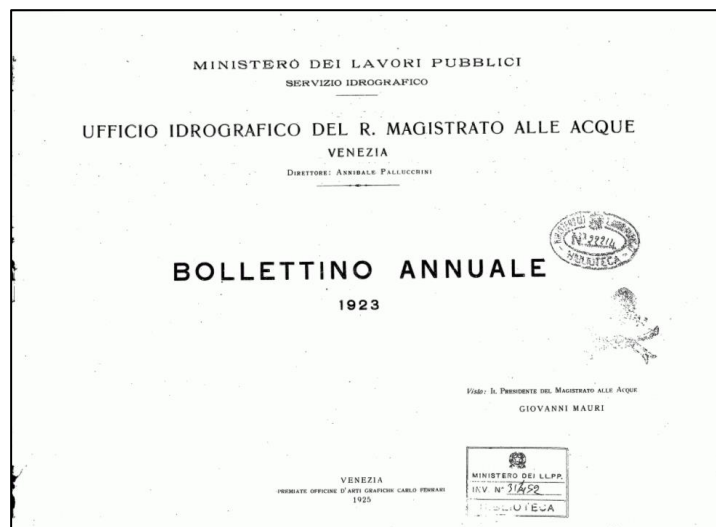 MINISTERO DEI LAVORI PUBBLICI
SERVIZIO IDROGRAFICO
UFFICIO IDROGRAFICO DEL R. MAGISTRATO ALLE ACQUE
VENEZIA
DIRETTORE: ANNIBALE PALLUCCHINI
BOLLETTINO ANNUALE
1923
BIBLIOTECA
Visto: IL PRESIDENTE DEL MAGISTRATO ALLE ACQUE
GIOVANNI MAURI
VENEZIA
PREMIATE OFFICINE D'ARTI GRAFICHE CARLO FERRARI
1925
MINISTERO DEI LL.PP.
INV. N°
BIBLIOTECA